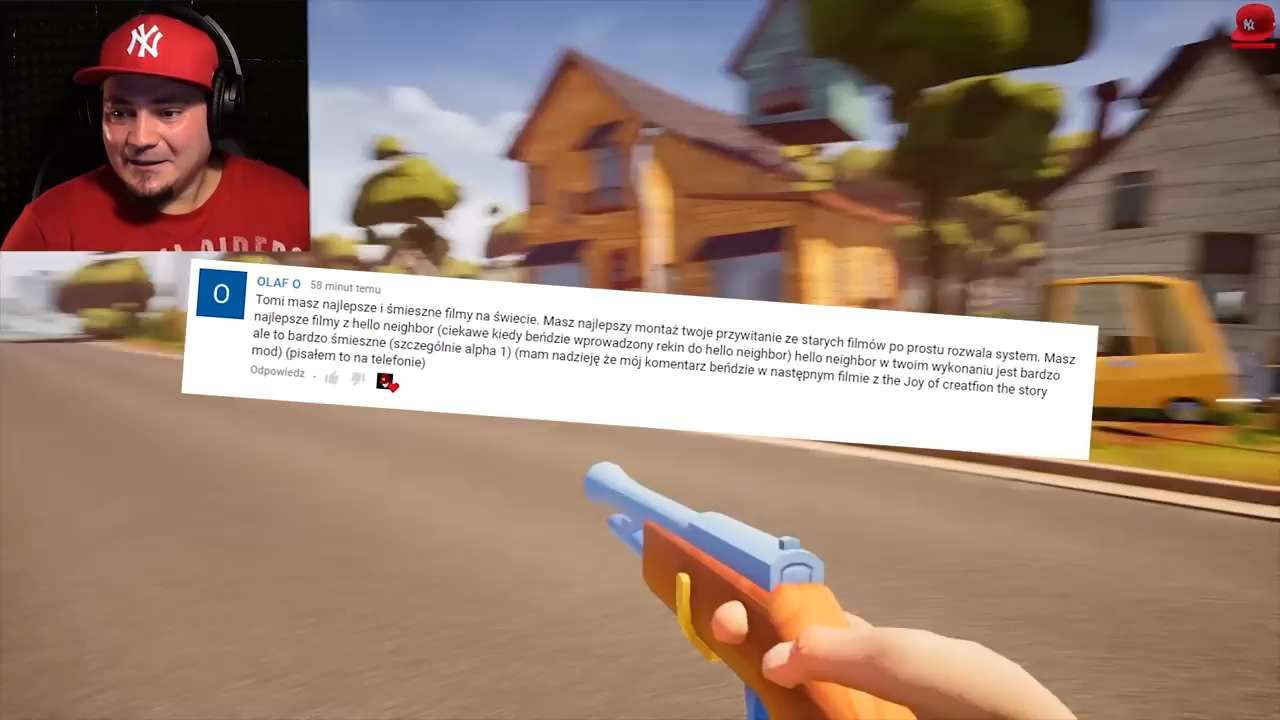 NY
RAIDERS
O
OLAF O 58 minut temu
Tomi masz najlepsze i śmieszne filmy na świecie. Masz najlepszy montaż twoje przywitanie ze starych filmów po prostu rozwala system. Masz
najlepsze filmy z hello neighbor (ciekawe kiedy beńdzie wprowadzony rekin do hello neighbor) hello neighbor w twoim wykonaniu jest bardzo
ale to bardzo śmieszne (szczególnie alpha 1) (mam nadzieję że mój komentarz beńdzie w następnym filmie z the Joy of creatfion the story
mod) (pisałem to na telefonie)
Odpowiedz